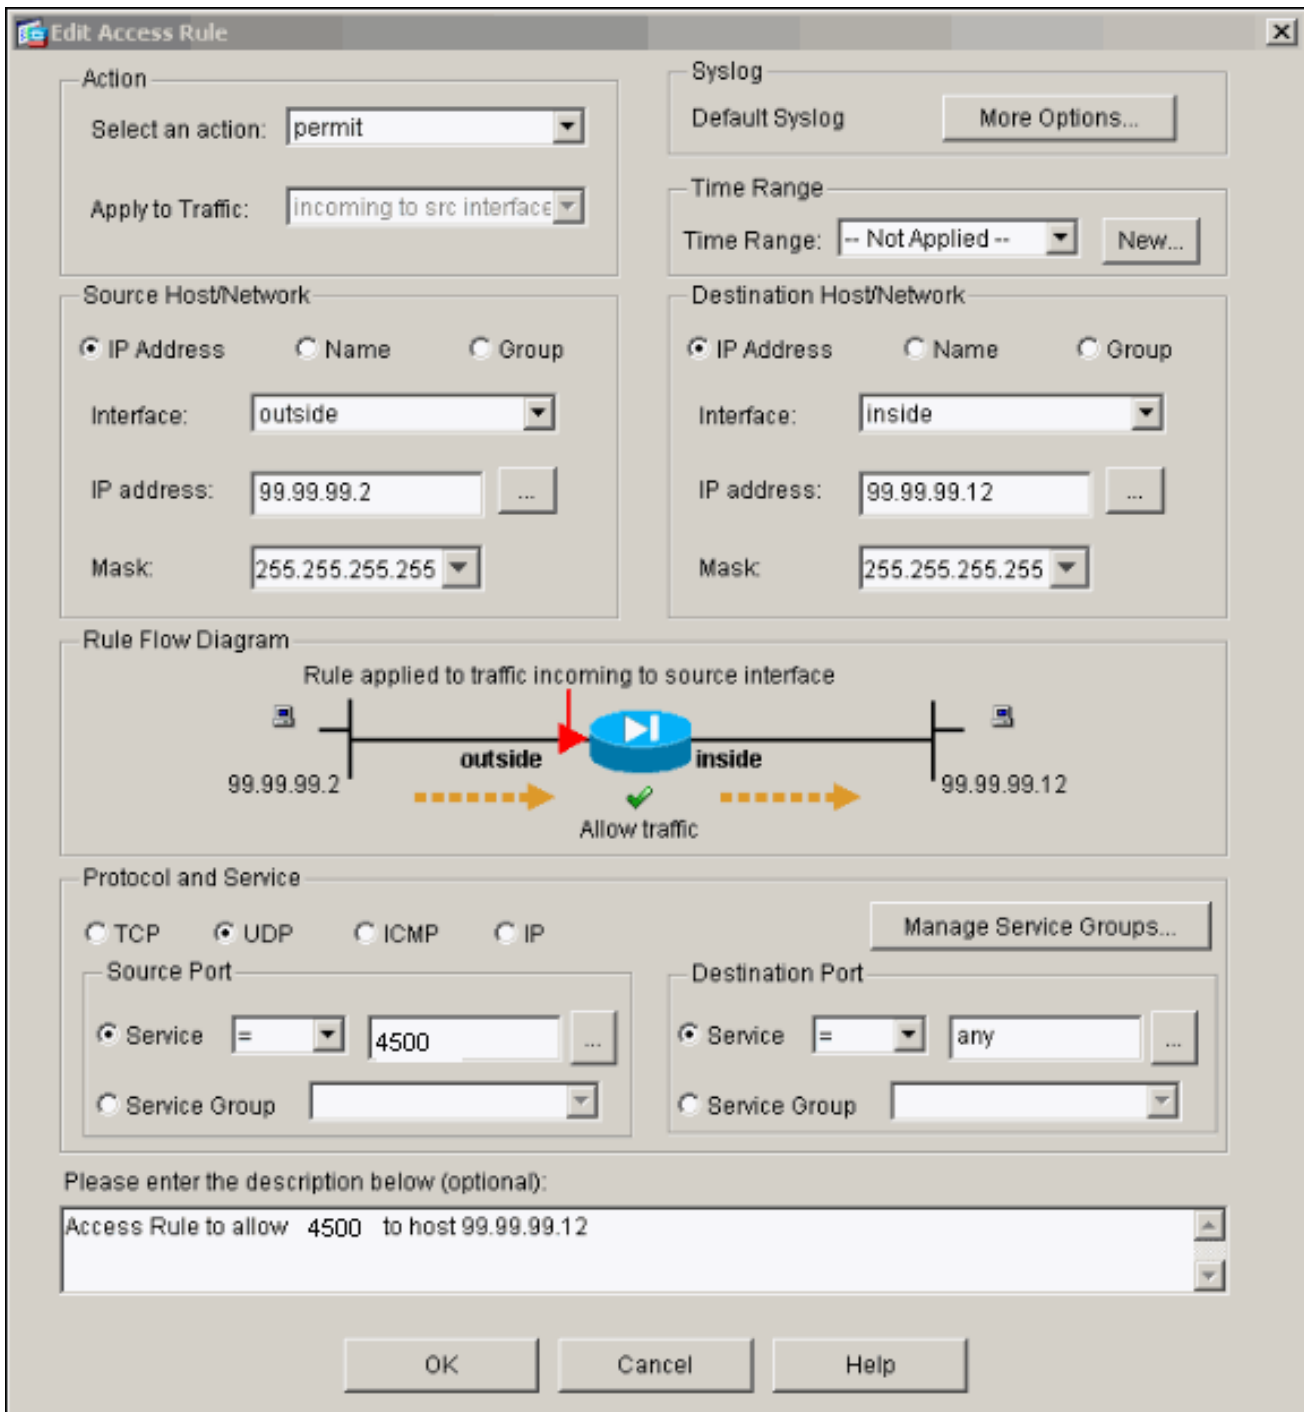 Edit Access Rule
Action
Select an action: permit
Apply to Traffic: incoming to src interface
Syslog
Default Syslog More Options...
Time Range
Time Range: -- Not Applied -- New...
Source Host/Network
IP Address Name Group
Interface: outside
IP address: 99.99.99.2 ...
Mask: 255.255.255.255
Destination Host/Network
IP Address Name Group
Interface: inside
IP address: 99.99.99.12 ...
Mask: 255.255.255.255
Rule Flow Diagram
Rule applied to traffic incoming to source interface
outside inside
99.99.99.2 99.99.99.12
Allow traffic
Protocol and Service
TCP UDP ICMP IP Manage Service Groups...
Source Port
Service = 4500 ...
Service Group
Destination Port
Service = any ...
Service Group
Please enter the description below (optional):
Access Rule to allow 4500 to host 99.99.99.12
OK Cancel Help